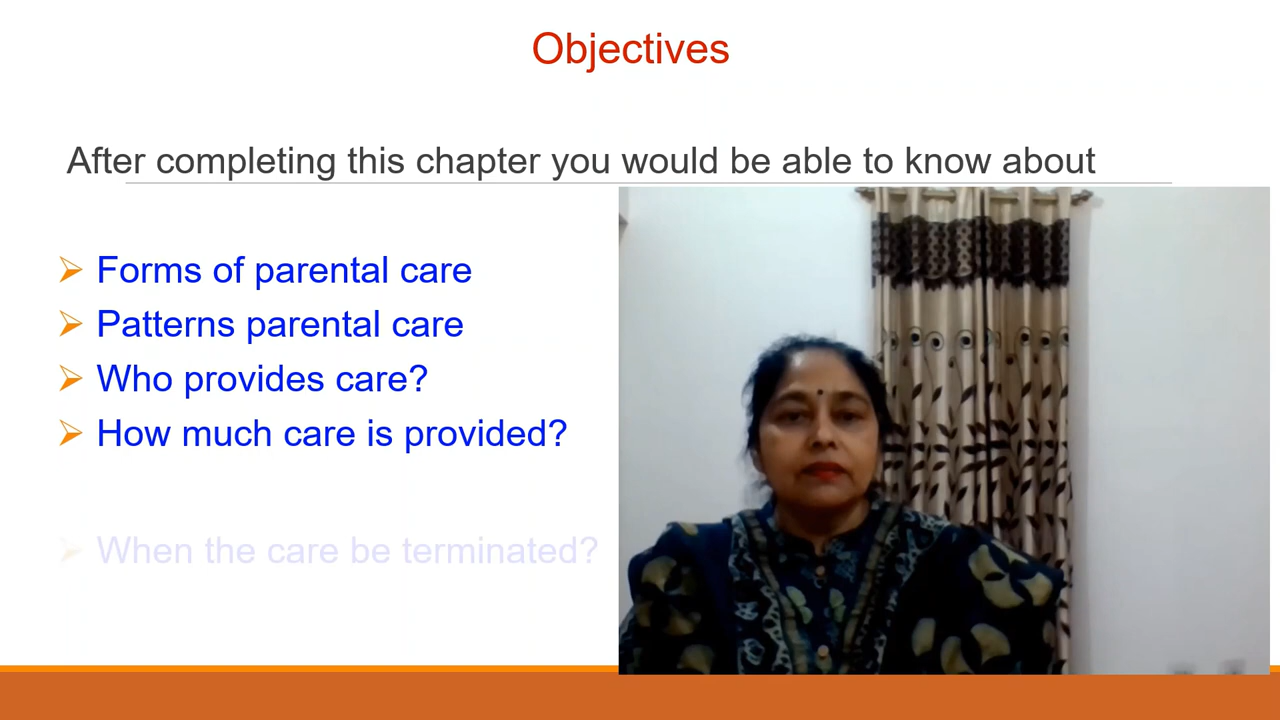 Objectives
After completing this chapter you would be able to know about
Forms of parental care
Patterns parental care
Who provides care?
How much care is provided?
When the care be terminated?